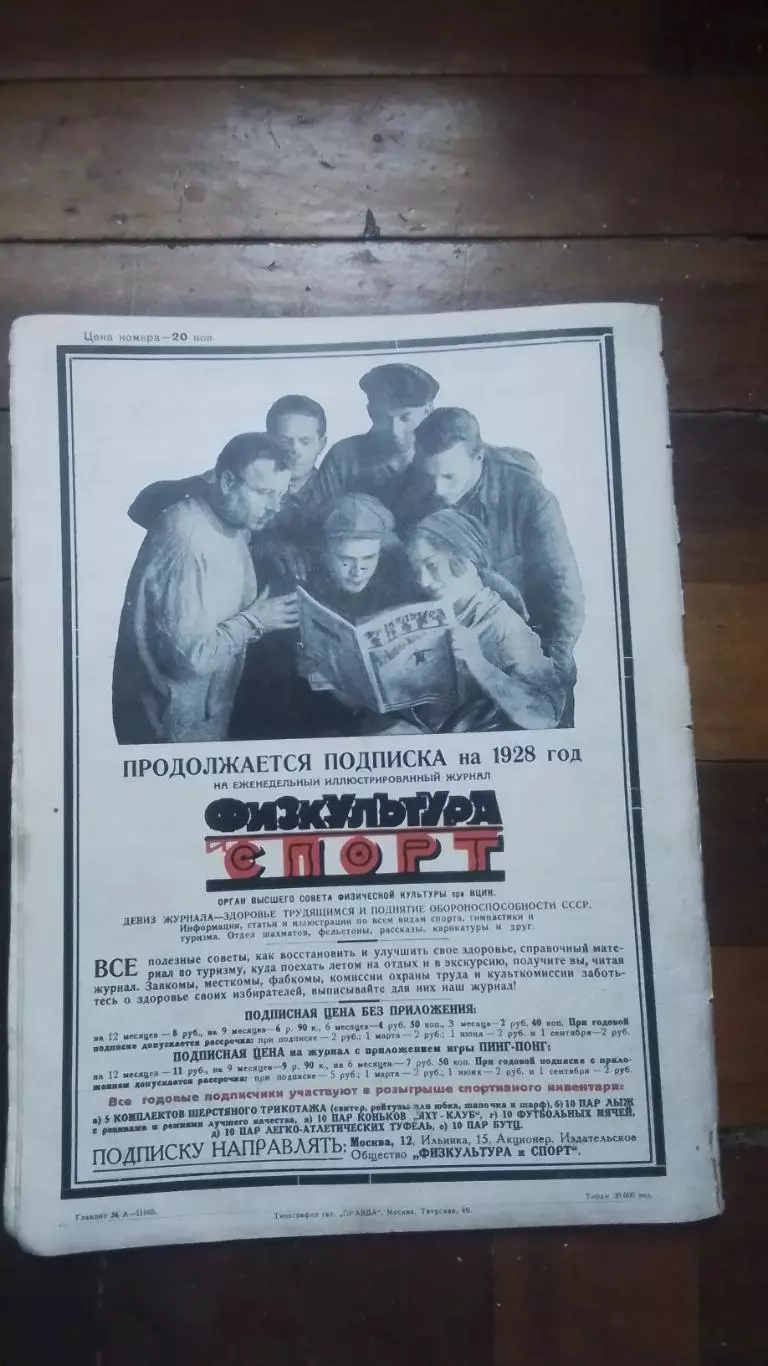 Цена номера—20 коп.
ФИЗКУЛЬТУРА
СПОРТ
ПРОДОЛЖАЕТСЯ ПОДПИСКА на 1928 год
НА ЕЖЕНЕДЕЛЬНЫЙ ИЛЛЮСТРИРОВАННЫЙ ЖУРНАЛ
ФИЗКУЛЬТУРА
и СПОРТ
ОРГАН ВЫСШЕГО СОВЕТА ФИЗИЧЕСКОЙ КУЛЬТУРЫ при ВЦИК.
ДЕВИЗ ЖУРНАЛА—ЗДОРОВЬЕ ТРУДЯЩИМСЯ И ПОДНЯТИЕ ОБОРОНОСПОСОБНОСТИ СССР.
Информация, статьи и иллюстрации по всем видам спорта, гимнастики и
туризма. Отдел шахматов, фельетоны, рассказы, карикатуры и друг.
ВСЕ полезные советы, как восстановить и улучшить свое здоровье, справочный мате-
риал по туризму, куда поехать летом на отдых и в экскурсию, получите вы, читая
журнал. Завкомы, месткомы, фабкомы, комиссии охраны труда и культкомиссии заботь-
тесь о здоровье своих избирателей, выписывайте для них наш журнал!
ПОДПИСНАЯ ЦЕНА БЕЗ ПРИЛОЖЕНИЯ:
на 12 месяцев—8 руб., на 9 месяцев—6 р. 90 к., 6 месяцев—4 руб. 50 коп., 3 месяца—2 руб. 40 коп. При годовой
подписке допускается рассрочка: при подписке—2 руб.; 1 марта—2 руб.; 1 июня—2 руб. и 1 сентября—2 руб.
ПОДПИСНАЯ ЦЕНА на журнал с приложением игры ПИНГ-ПОНГ:
на 12 месяцев—11 руб., на 9 месяцев—9 р. 90 к., на 6 месяцев—7 руб. 50 коп. При годовой подписке с прило-
жением допускается рассрочка: при подписке—5 руб.; 1 марта—2 руб.; 1 июня—2 руб. и 1 сентября—2 руб.
Все годовые подписчики участвуют в розыгрыше спортивного инвентаря:
а) 5 КОМПЛЕКТОВ ШЕРСТЯНОГО ТРИКОТАЖА (свитер, рейтузы или юбка, шапочка и шарф), б) 10 ПАР ЛЫЖ
с ремнями лучшего качества, в) 10 ПАР КОНЬКОВ „ЯХТ-КЛУБ“, г) 10 ФУТБОЛЬНЫХ МЯЧЕЙ,
д) 10 ПАР ЛЕГКО-АТЛЕТИЧЕСКИХ ТУФЕЛЬ, е) 10 ПАР БУТЦ.
ПОДПИСКУ НАПРАВЛЯТЬ: Москва, 12, Ильинка, 15, Акционер. Издательское
Общество „ФИЗКУЛЬТУРА и СПОРТ“.
Главлит № А—11665.
Типография газ. „ПРАВДА“, Москва, Тверская, 48.
Тираж 30.000 экз.